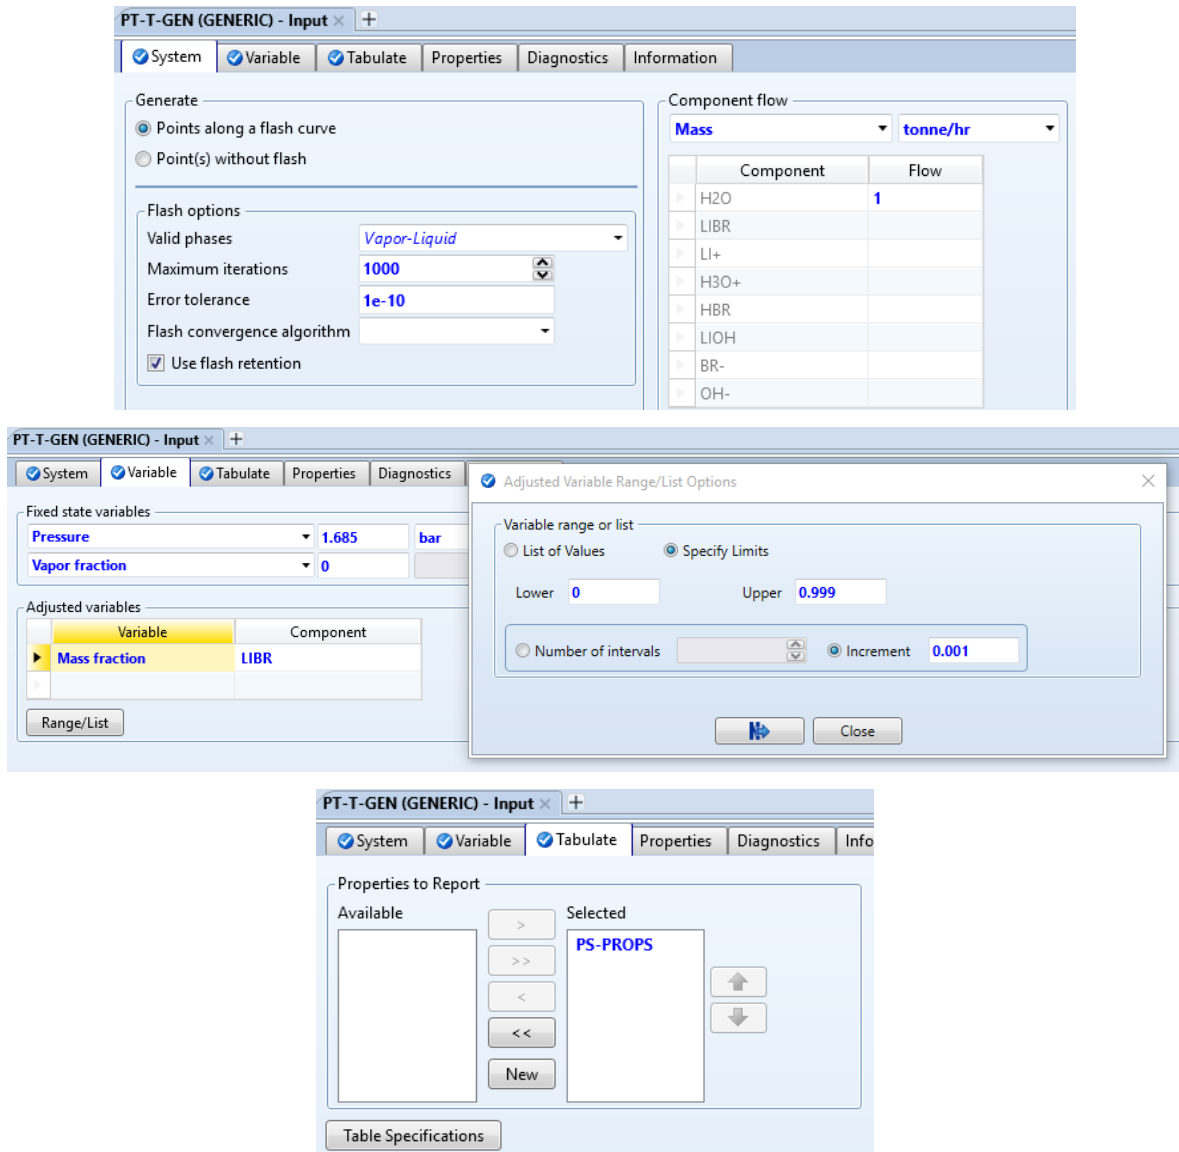 PT-T-GEN (GENERIC) - Input × +
System Variable Tabulate Properties Diagnostics Information
Generate
Points along a flash curve
Point(s) without flash
Flash options
Valid phases Vapor-Liquid
Maximum iterations 1000
Error tolerance 1e-10
Flash convergence algorithm
Use flash retention
Component flow
Mass tonne/hr
Component Flow
H2O 1
LIBR
LI+
H3O+
HBR
LIOH
BR-
OH-
PT-T-GEN (GENERIC) - Input × +
System Variable Tabulate Properties Diagnostics
Fixed state variables
Pressure 1.685 bar
Vapor fraction 0
Adjusted variables
Variable Component
Mass fraction LIBR
Range/List
Adjusted Variable Range/List Options
Variable range or list
List of Values Specify Limits
Lower 0 Upper 0.999
Number of intervals Increment 0.001
Close
PT-T-GEN (GENERIC) - Input × +
System Variable Tabulate Properties Diagnostics Info
Properties to Report
Available Selected
PS-PROPS
>
>>
<
<<
New
Table Specifications